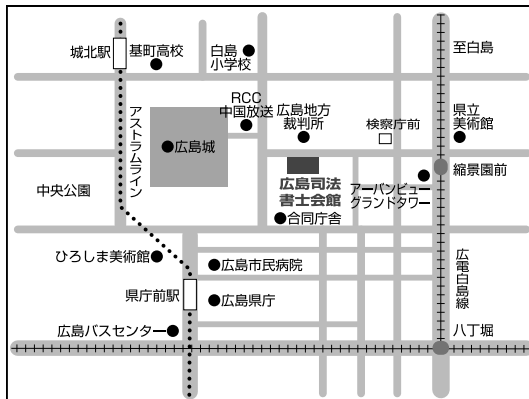 城北駅
基町高校
白島
小学校
至白島
RCC
中国放送
広島地方
裁判所
検察庁前
県立
美術館
アストラムライン
広島城
広島司法
書士会館
縮景園前
アーバンビュー
グランドタワー
中央公園
合同庁舎
ひろしま美術館
広島市民病院
広電白島線
県庁前駅
広島県庁
広島バスセンター
八丁堀